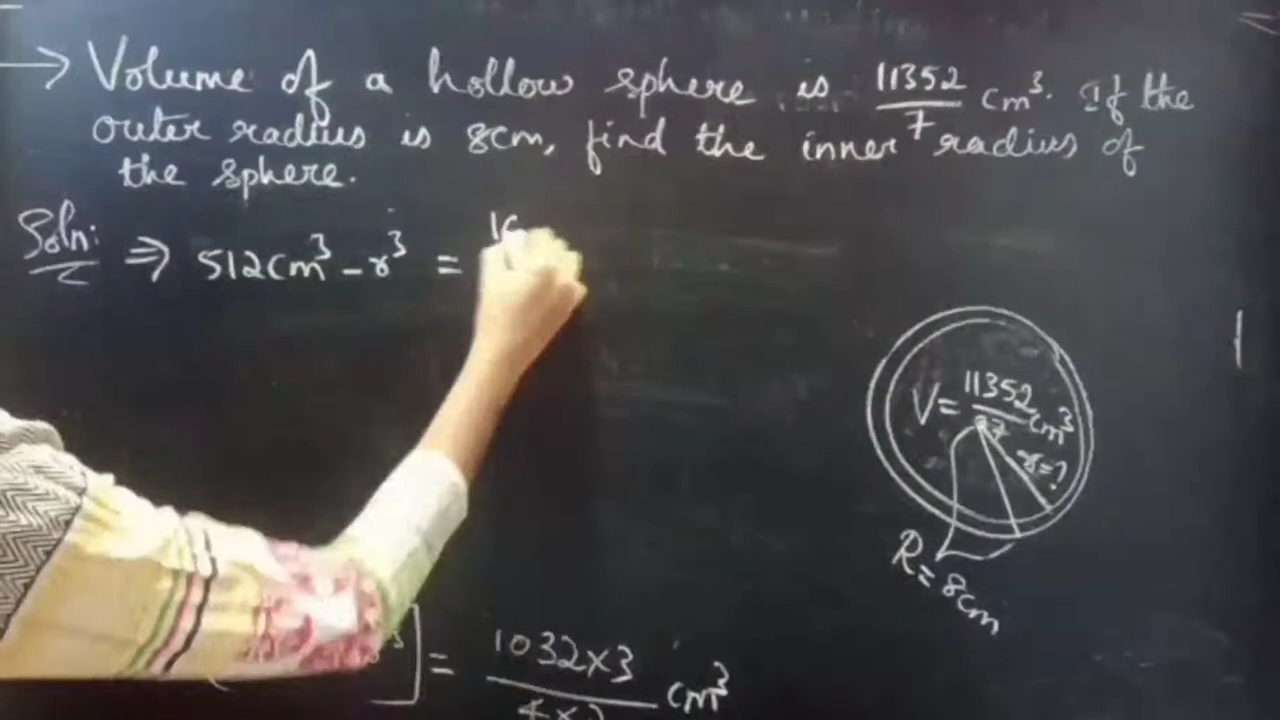 → Volume of a hollow sphere is 11352/7 cm³. If the
outer radius is 8cm, find the inner radius of
the sphere.
Soln: ⇒ 512cm³ - r³ =
V = 11352/7 cm³
r = ?
R = 8cm
] = 1032×3 cm³